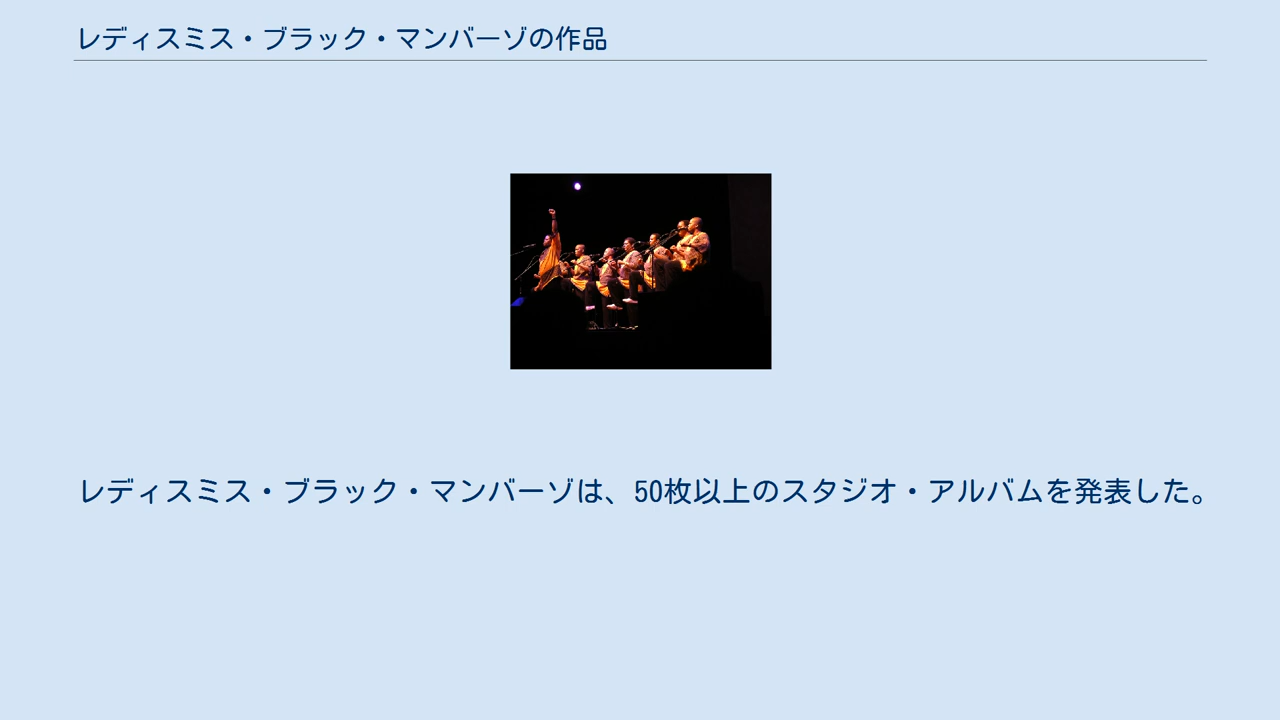 レディスミス・ブラック・マンバーゾの作品
レディスミス・ブラック・マンバーゾは、50枚以上のスタジオ・アルバムを発表した。